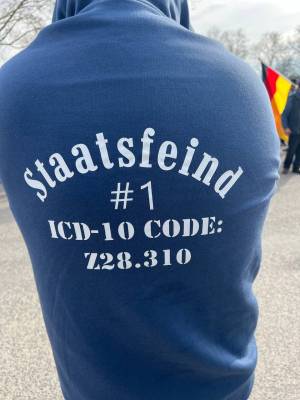 Staatsfeind
#1
ICD-10 CODE:
Z28.310